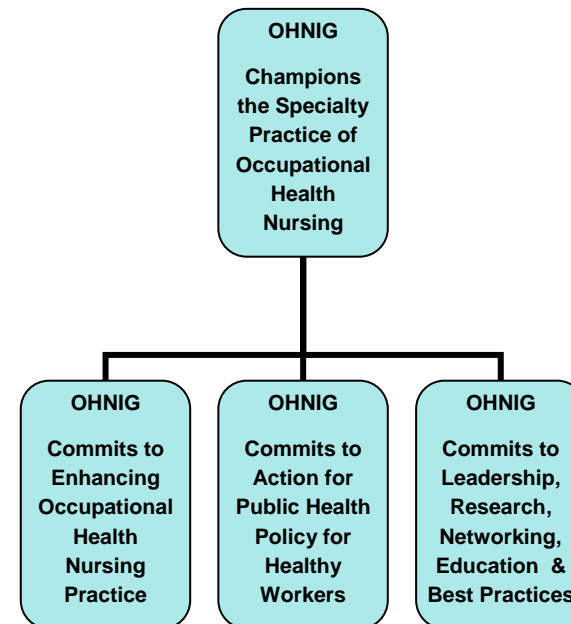 OHNIG
Champions
the Specialty
Practice of
Occupational
Health
Nursing
OHNIG
Commits to
Enhancing
Occupational
Health
Nursing
Practice
OHNIG
Commits to
Action for
Public Health
Policy for
Healthy
Workers
OHNIG
Commits to
Leadership,
Research,
Networking,
Education &
Best Practices